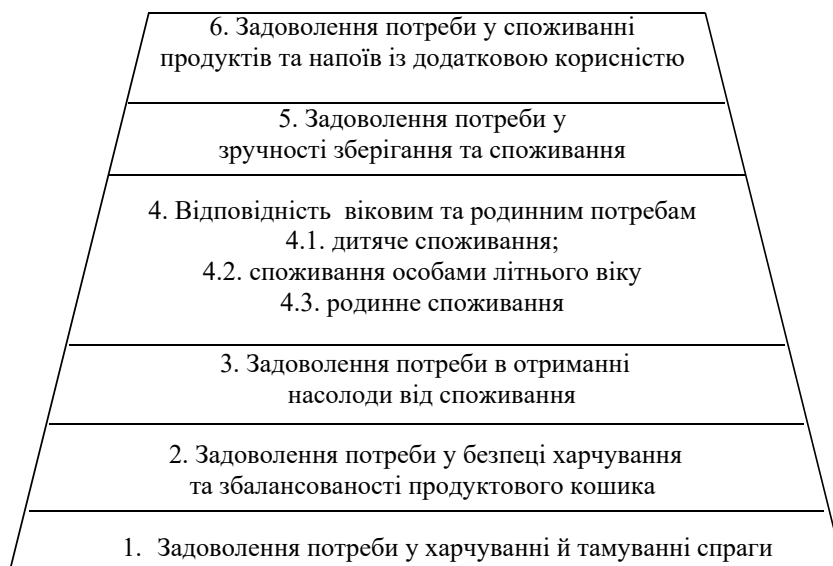 6. Задоволення потреби у споживанні
продуктів та напоїв із додатковою корисністю
5. Задоволення потреби у
зручності зберігання та споживання
4. Відповідність віковим та родинним потребам
4.1. дитяче споживання;
4.2. споживання особами літнього віку
4.3. родинне споживання
3. Задоволення потреби в отриманні
насолоди від споживання
2. Задоволення потреби у безпеці харчування
та збалансованості продуктового кошика
1. Задоволення потреби у харчуванні й тамуванні спраги